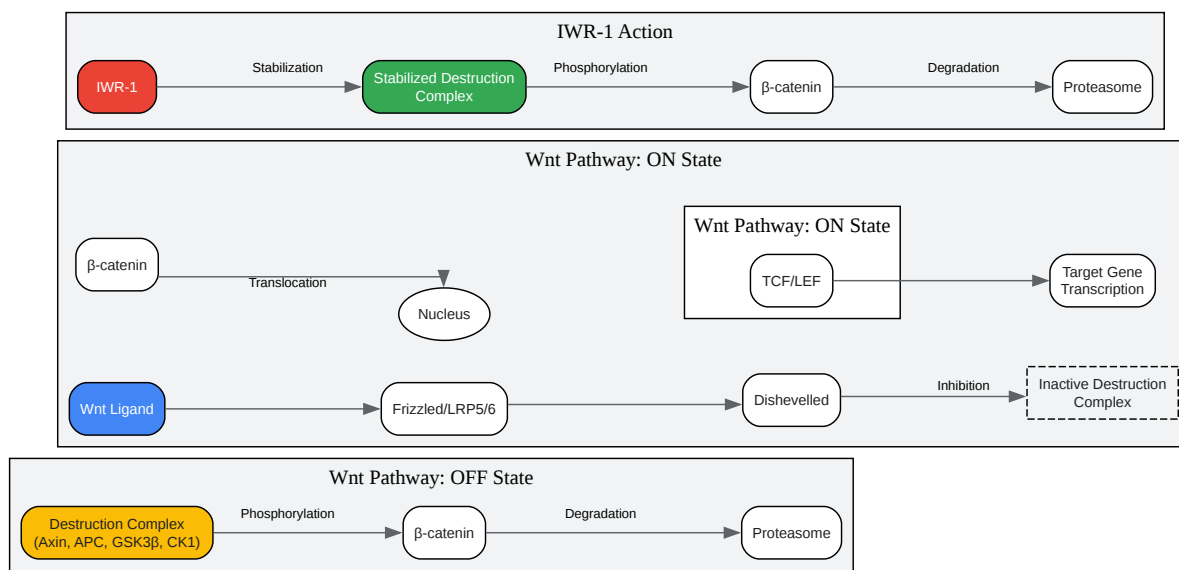 IWR-1 Action
IWR-1
Stabilization
Stabilized Destruction
Complex
Phosphorylation
β-catenin
Degradation
Proteasome
Wnt Pathway: ON State
β-catenin
Translocation
Nucleus
Wnt Pathway: ON State
TCF/LEF
Target Gene
Transcription
Wnt Ligand
Frizzled/LRP5/6
Dishevelled
Inhibition
Inactive Destruction
Complex
Wnt Pathway: OFF State
Destruction Complex
(Axin, APC, GSK3β, CK1)
Phosphorylation
β-catenin
Degradation
Proteasome